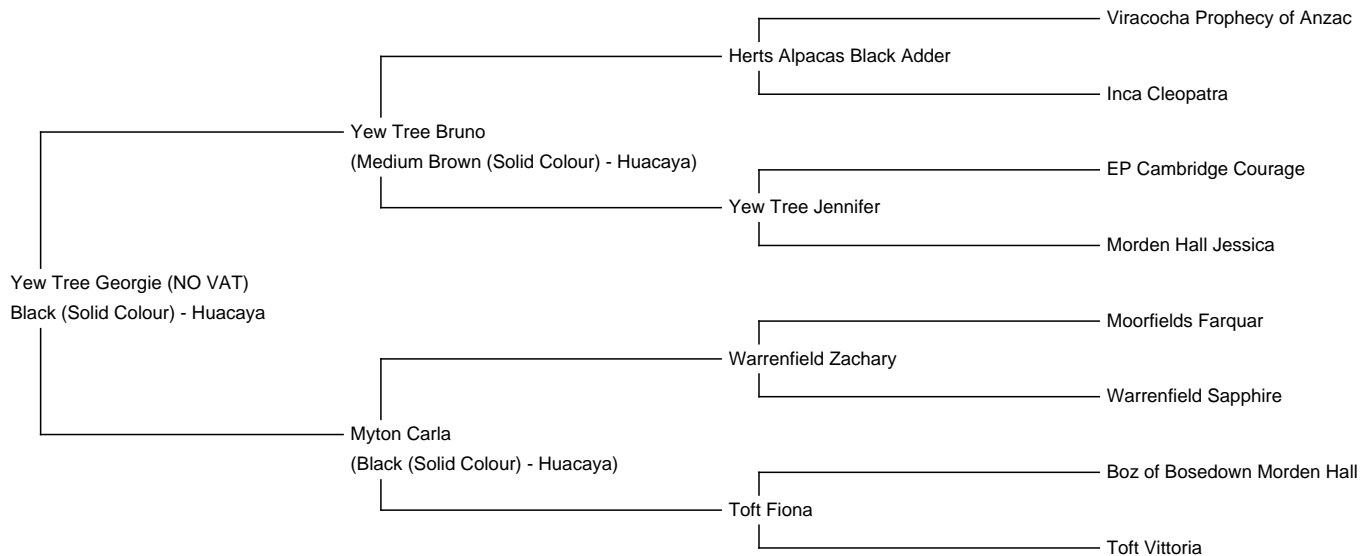 Viracocha Prophecy of Anzac
Herts Alpacas Black Adder
Inca Cleopatra
Yew Tree Bruno
(Medium Brown (Solid Colour) - Huacaya)
EP Cambridge Courage
Yew Tree Jennifer
Morden Hall Jessica
Yew Tree Georgie (NO VAT)
Black (Solid Colour) - Huacaya
Moorfields Farquar
Warrenfield Zachary
Warrenfield Sapphire
Myton Carla
(Black (Solid Colour) - Huacaya)
Boz of Bosedown Morden Hall
Toft Fiona
Toft Vittoria